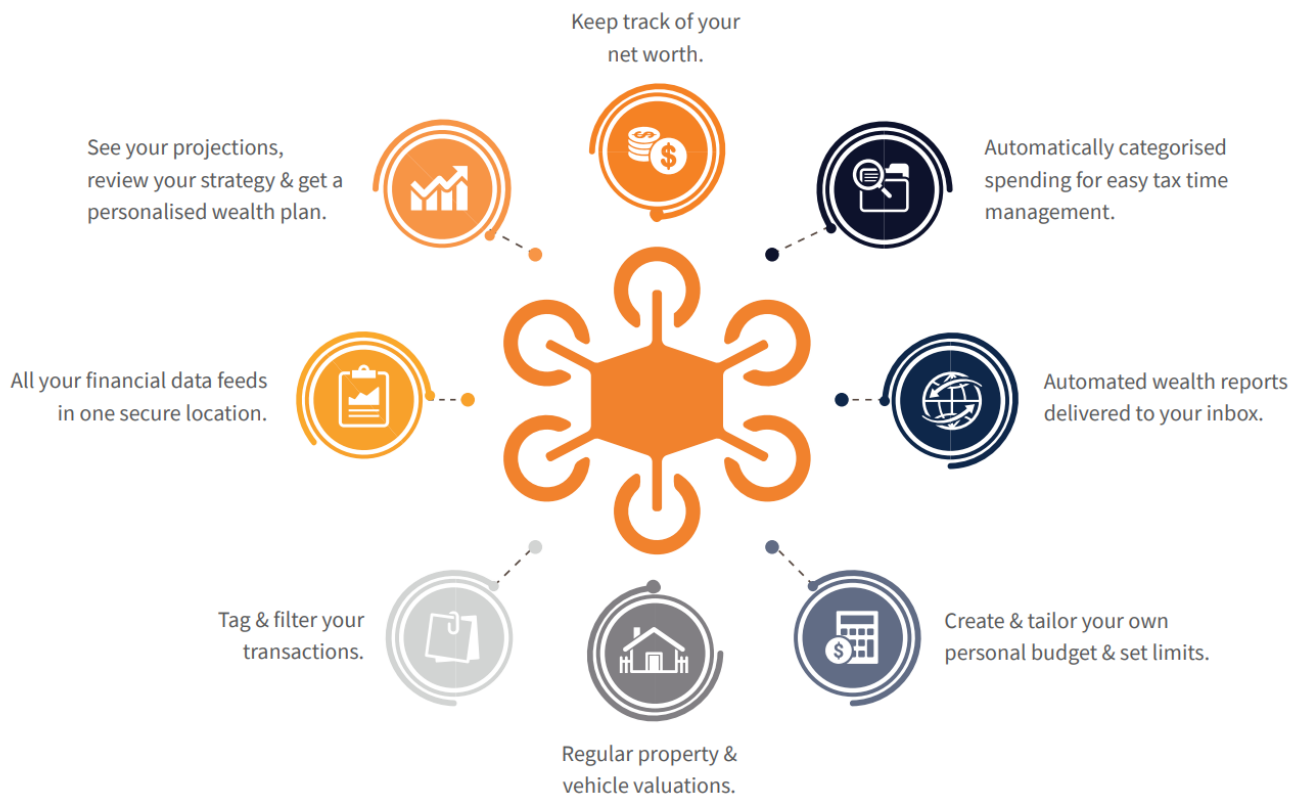 Keep track of your
net worth.
See your projections,
review your strategy & get a
personalised wealth plan.
Automatically categorised
spending for easy tax time
management.
All your financial data feeds
in one secure location.
Automated wealth reports
delivered to your inbox.
Tag & filter your
transactions.
Create & tailor your own
personal budget & set limits.
Regular property &
vehicle valuations.